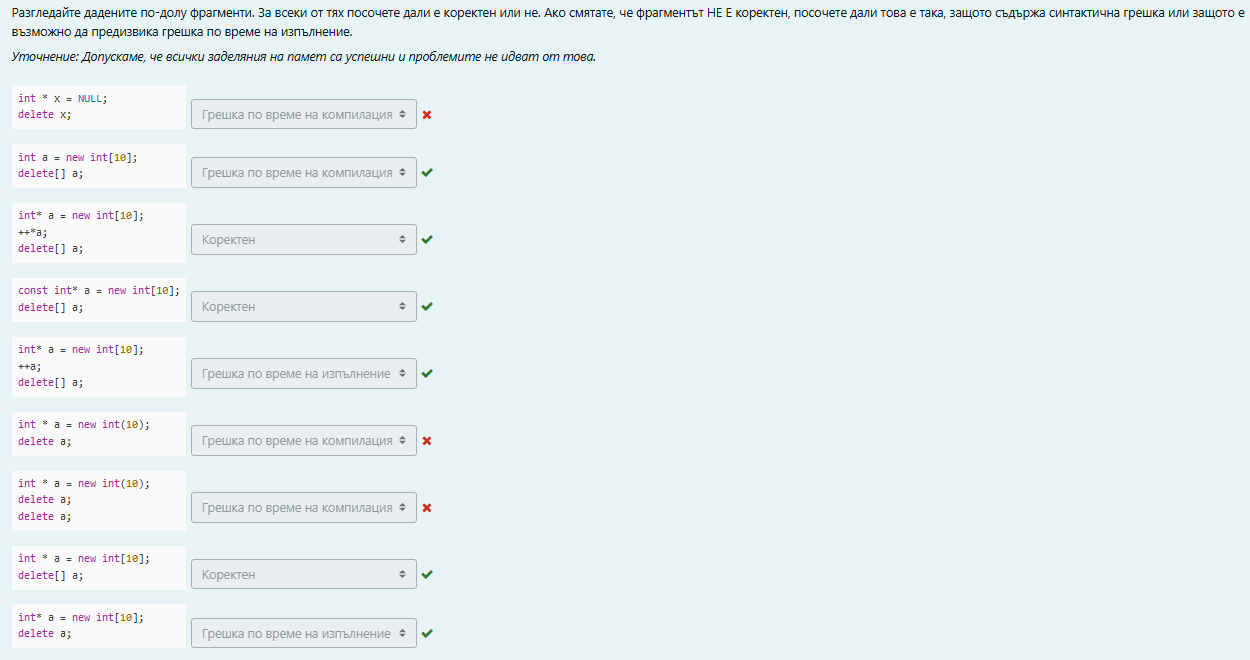 Разгледайте дадените по-долу фрагменти. За всеки от тях посочете дали е коректен или не. Ако смятате, че фрагментът НЕ Е коректен, посочете дали това е така, защото съдържа синтактична грешка или защото е
възможно да предизвика грешка по време на изпълнение.
Уточнение: Допускаме, че всички заделяния на памет са успешни и проблемите не идват от това.
int * x = NULL;
delete x;
Грешка по време на компилация
int a = new int[10];
delete[] a;
Грешка по време на компилация
int* a = new int[10];
++*a;
delete[] a;
Коректен
const int* a = new int[10];
delete[] a;
Коректен
int* a = new int[10];
++a;
delete[] a;
Грешка по време на изпълнение
int * a = new int(10);
delete a;
Грешка по време на компилация
int * a = new int(10);
delete a;
delete a;
Грешка по време на компилация
int * a = new int[10];
delete[] a;
Коректен
int* a = new int[10];
delete a;
Грешка по време на изпълнение